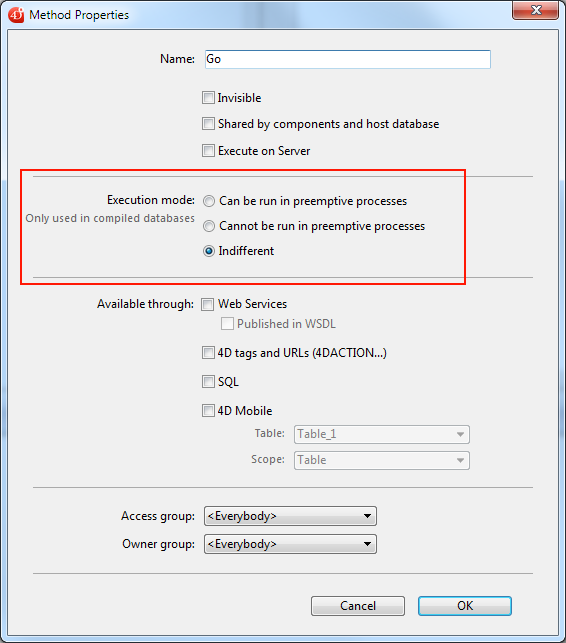 4D Method Properties
Name: Go
Invisible
Shared by components and host database
Execute on Server
Execution mode: Can be run in preemptive processes
Only used in compiled databases
Cannot be run in preemptive processes
Indifferent
Available through: Web Services
Published in WSDL
4D tags and URLs (4DACTION...)
SQL
4D Mobile
Table: Table_1
Scope: Table
Access group: <Everybody>
Owner group: <Everybody>
Cancel OK